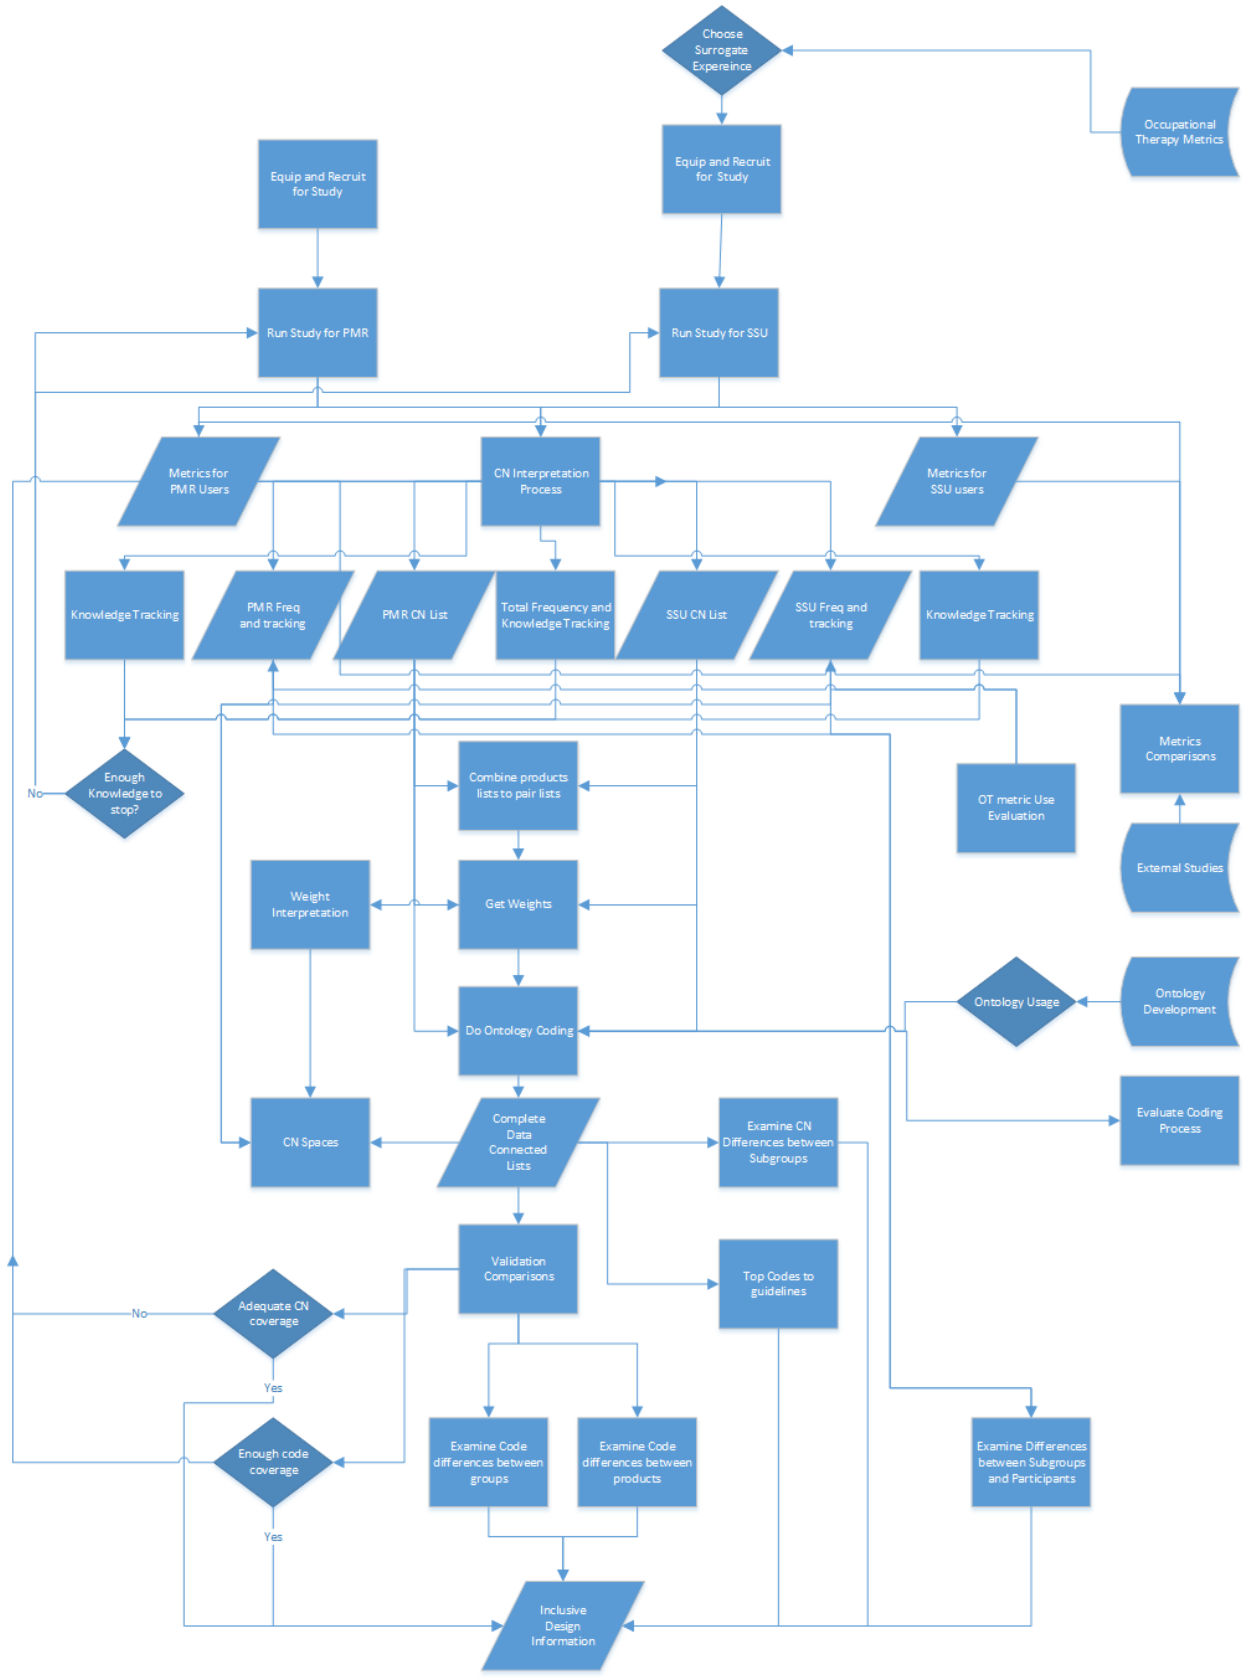 Choose
Surrogate
Expereince
Occupational
Therapy Metrics
Equip and Recruit
for Study
Equip and Recruit
for Study
Run Study for PMR
Run Study for SSU
Metrics for
PMR Users
CN Interpretation
Process
Metrics for
SSU users
Knowledge Tracking
PMR Freq
and tracking
PMR CN List
Total Frequency and
Knowledge Tracking
SSU CN List
SSU Freq and
tracking
Knowledge Tracking
Metrics
Comparisons
Enough
Knowledge to
stop?
No
Combine products
lists to pair lists
OT metric Use
Evaluation
External Studies
Weight
Interpretation
Get Weights
Ontology Usage
Ontology
Development
Do Ontology Coding
Evaluate Coding
Process
CN Spaces
Complete
Data
Connected
Lists
Examine CN
Differences between
Subgroups
Validation
Comparisons
Top Codes to
guidelines
Adequate CN
coverage
No
Yes
Enough code
coverage
Yes
Examine Code
differences between
groups
Examine Code
differences between
products
Examine Differences
between Subgroups
and Participants
Inclusive
Design
Information